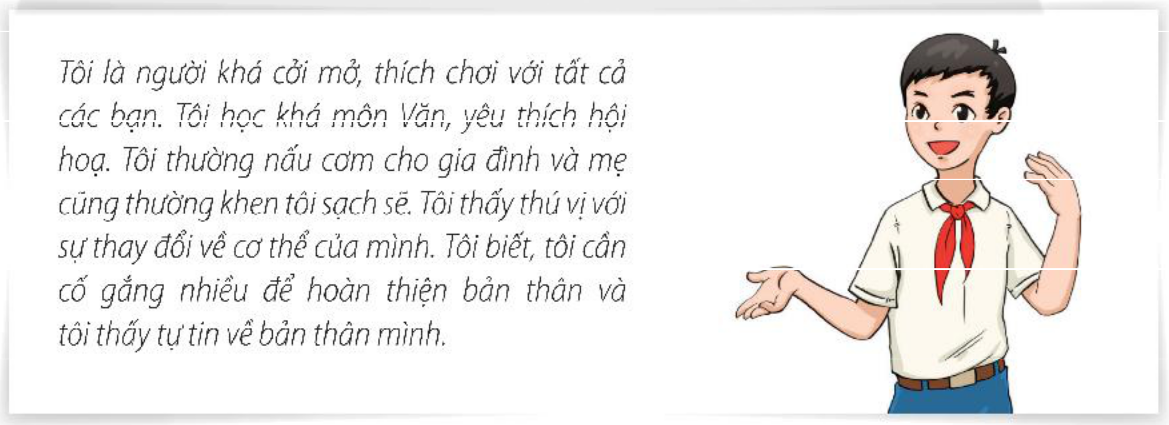 Tôi là người khá cởi mở, thích chơi với tất cả
các bạn. Tôi học khá môn Văn, yêu thích hội
hoạ. Tôi thường nấu cơm cho gia đình và mẹ
cũng thường khen tôi sạch sẽ. Tôi thấy thú vị với
sự thay đổi về cơ thể của mình. Tôi biết, tôi cần
cố gắng nhiều để hoàn thiện bản thân và
tôi thấy tự tin về bản thân mình.